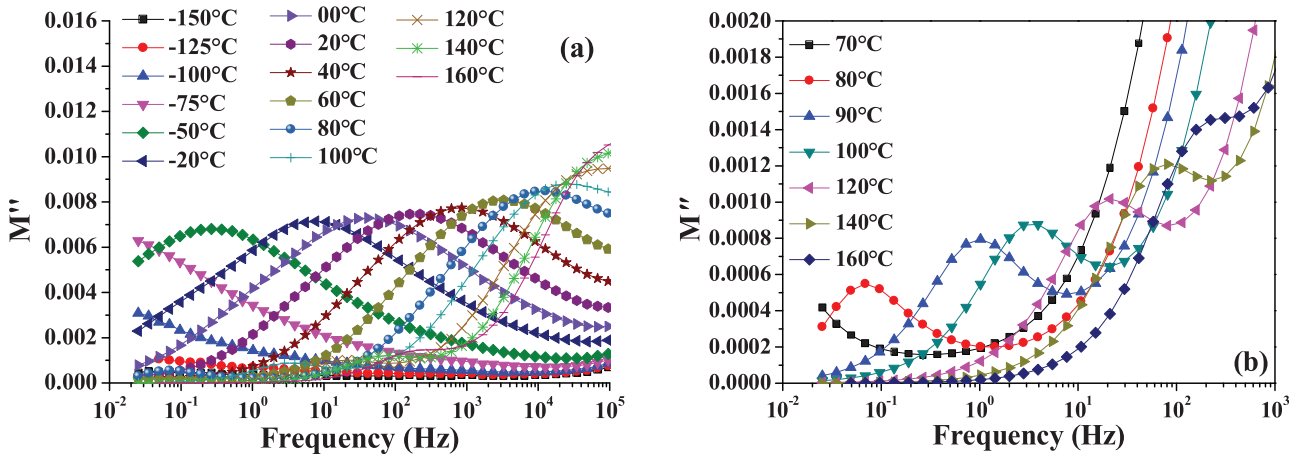 (a)
-150°C
-125°C
-100°C
-75°C
-50°C
-20°C
00°C
20°C
40°C
60°C
80°C
100°C
120°C
140°C
160°C
M''
0.016
0.014
0.012
0.010
0.008
0.006
0.004
0.002
0.000
10-2 10-1 100 101 102 103 104 105
Frequency (Hz)
(b)
70°C
80°C
90°C
100°C
120°C
140°C
160°C
M''
0.0020
0.0018
0.0016
0.0014
0.0012
0.0010
0.0008
0.0006
0.0004
0.0002
0.0000
10-2 10-1 100 101 102 103
Frequency (Hz)